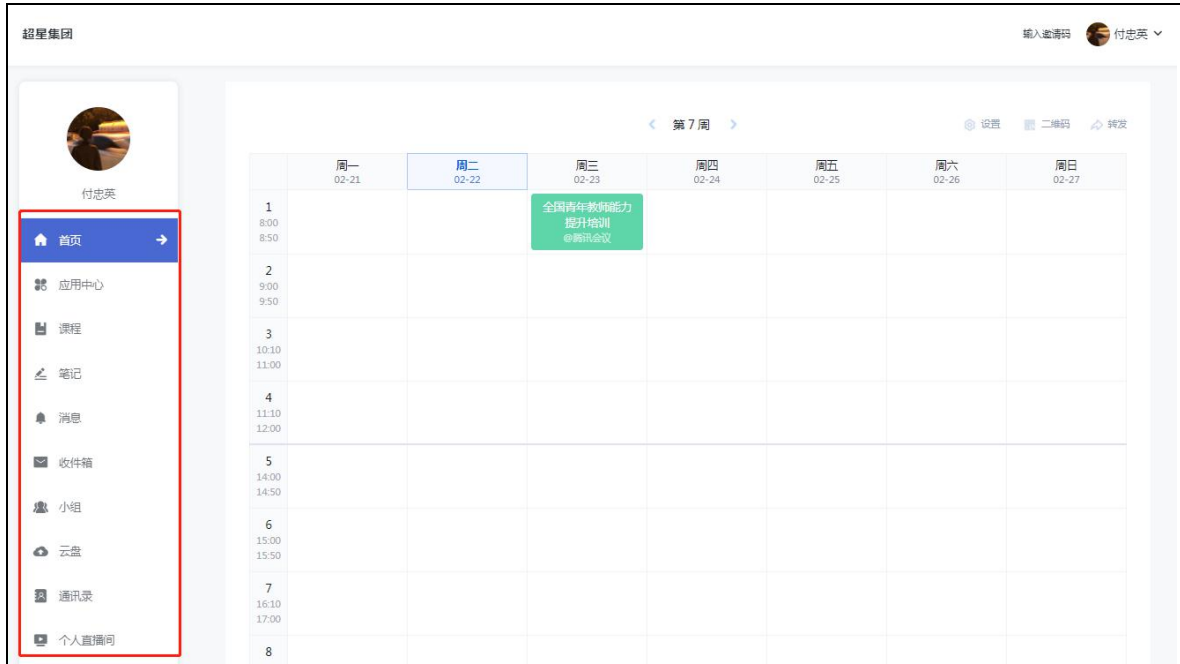 超星集团
输入邀请码
付忠英
付忠英
首页
应用中心
课程
笔记
消息
收件箱
小组
云盘
通讯录
个人直播间
第 7 周
设置
二维码
转发
周一
02-21
周二
02-22
周三
02-23
周四
02-24
周五
02-25
周六
02-26
周日
02-27
1
8:00
8:50
全国青年教师能力
提升培训
@腾讯会议
2
9:00
9:50
3
10:10
11:00
4
11:10
12:00
5
14:00
14:50
6
15:00
15:50
7
16:10
17:00
8